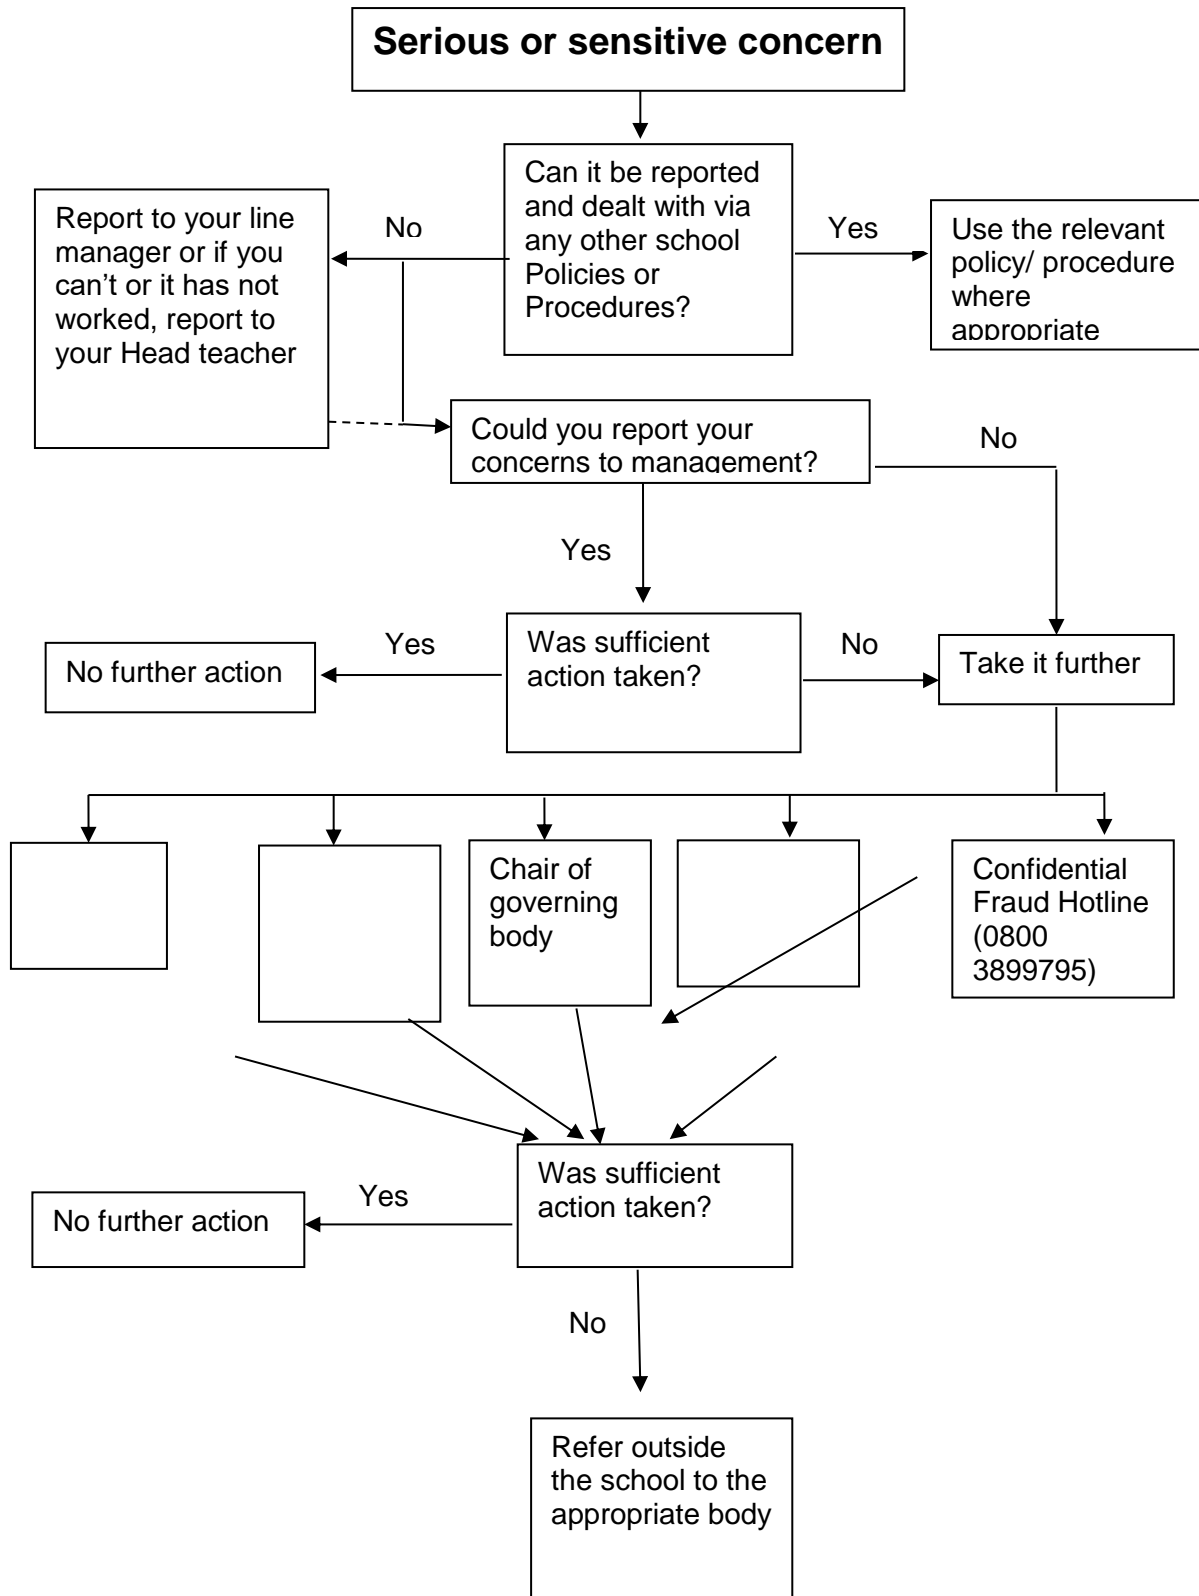 Serious or sensitive concern
Can it be reported
and dealt with via
any other school
Policies or
Procedures?
No
Yes
Report to your line
manager or if you
can't or it has not
worked, report to
your Head teacher
Use the relevant
policy/ procedure
where
appropriate
Could you report your
concerns to management?
No
Yes
Was sufficient
action taken?
Yes
No
No further action
Take it further
Chair of
governing
body
Confidential
Fraud Hotline
(0800
3899795)
Was sufficient
action taken?
Yes
No further action
No
Refer outside
the school to the
appropriate body